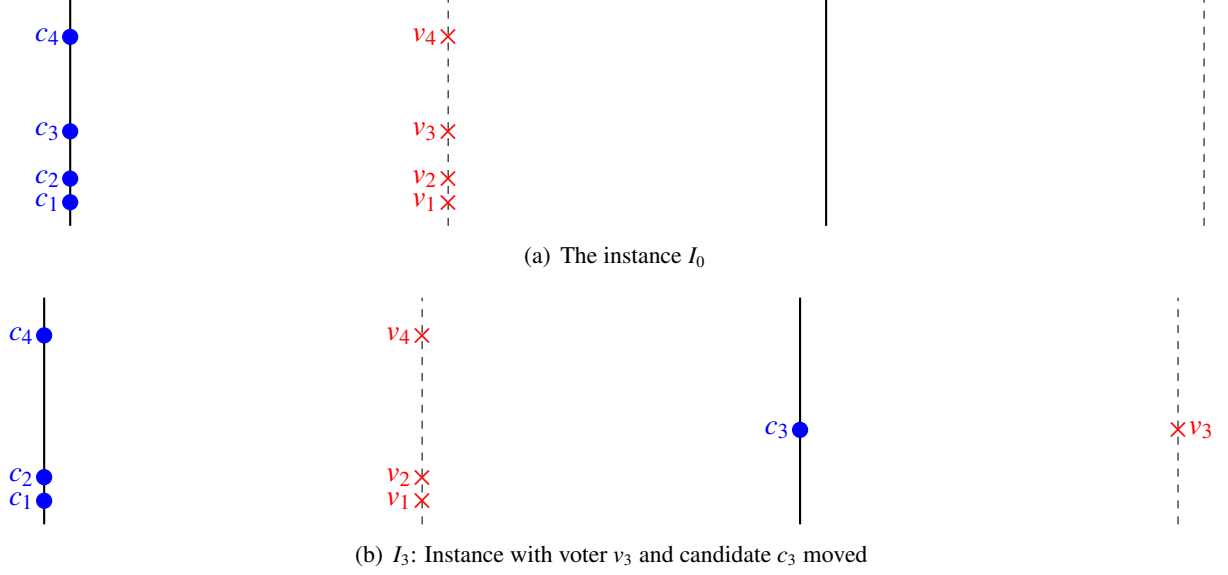 c4 v4
c3 v3
c2 v2
c1 v1
(a) The instance I0
c4 v4
c3 v3
c2 v2
c1 v1
(b) I3: Instance with voter v3 and candidate c3 moved